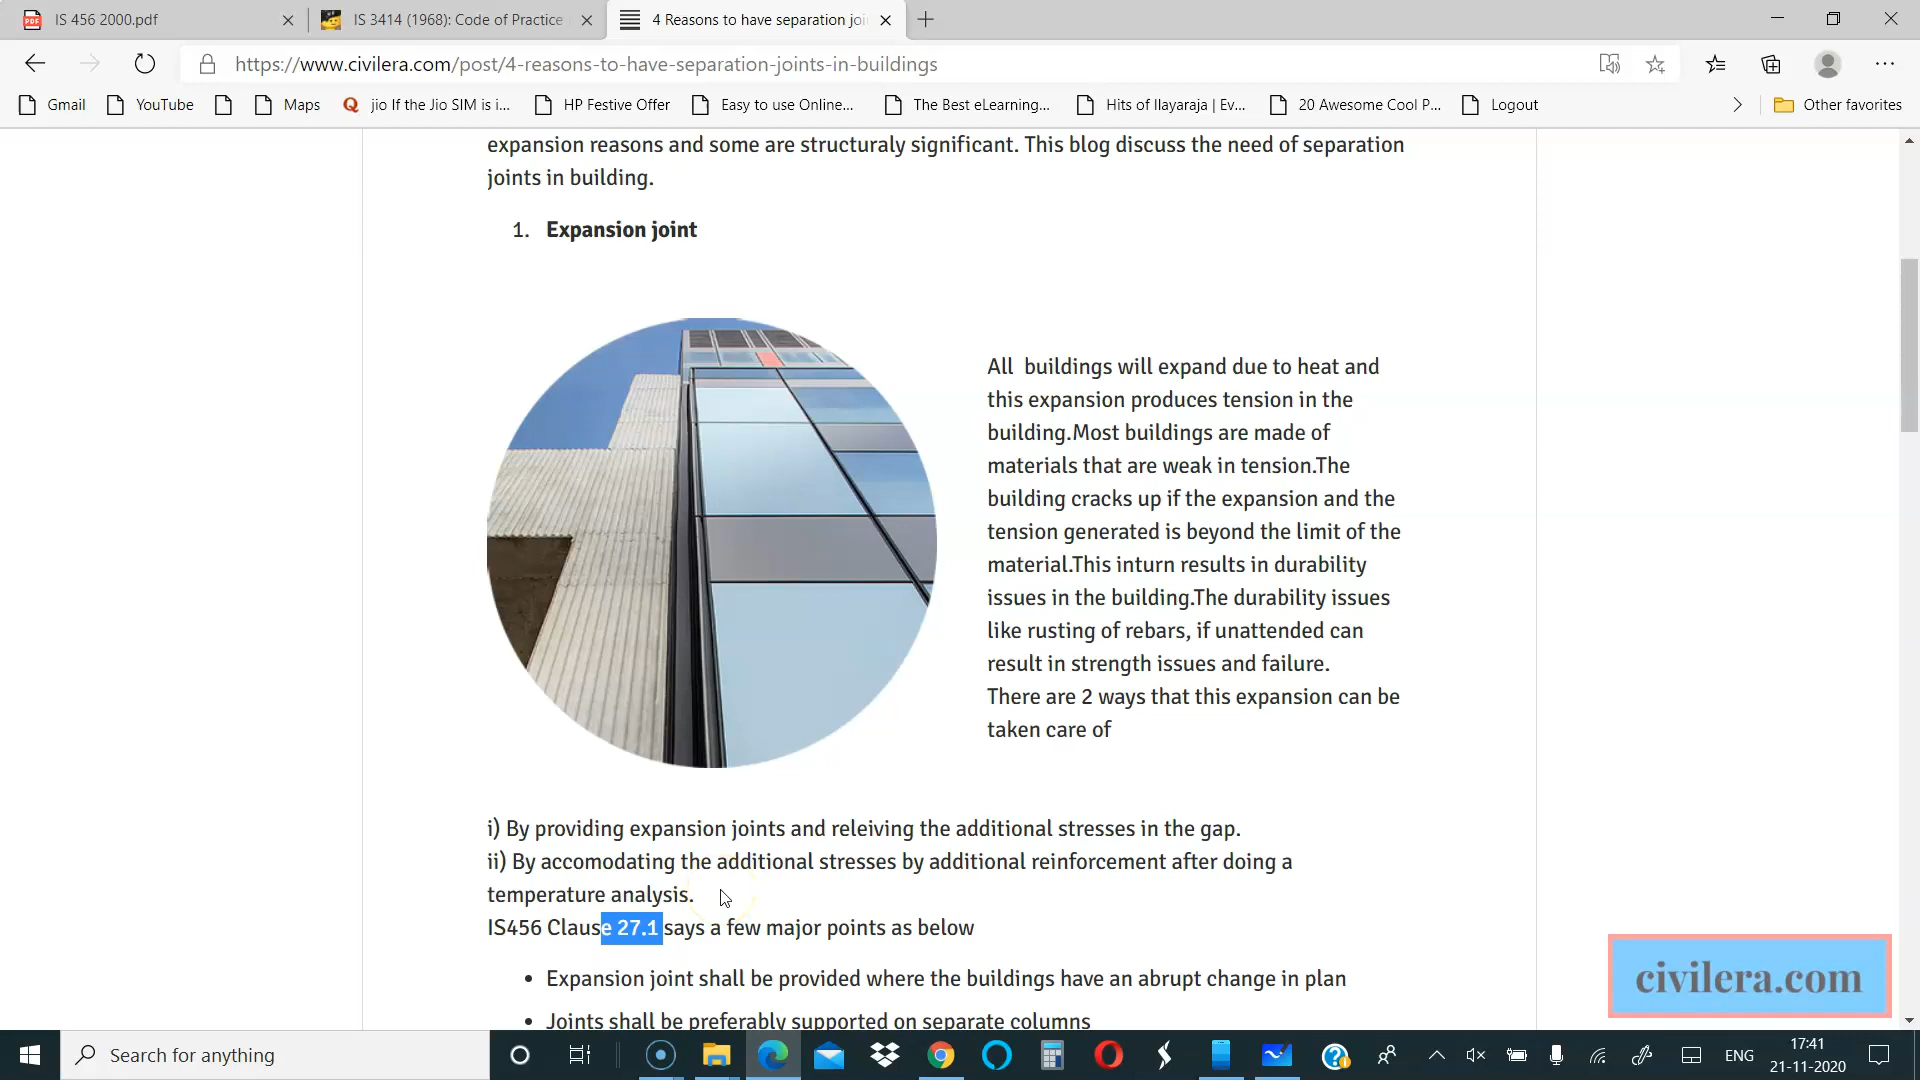 IS 456 2000.pdf
IS 3414 (1968): Code of Practice
4 Reasons to have separation joi
https://www.civilera.com/post/4-reasons-to-have-separation-joints-in-buildings
Gmail
YouTube
Maps
jio If the Jio SIM is i...
HP Festive Offer
Easy to use Online...
The Best eLearning...
Hits of Ilayaraja | Ev...
20 Awesome Cool P...
Logout
Other favorites
expansion reasons and some are structuraly significant. This blog discuss the need of separation
joints in building.
1. Expansion joint
All  buildings will expand due to heat and
this expansion produces tension in the
building.Most buildings are made of
materials that are weak in tension.The
building cracks up if the expansion and the
tension generated is beyond the limit of the
material.This inturn results in durability
issues in the building.The durability issues
like rusting of rebars, if unattended can
result in strength issues and failure.
There are 2 ways that this expansion can be
taken care of
i) By providing expansion joints and releiving the additional stresses in the gap.
ii) By accomodating the additional stresses by additional reinforcement after doing a
temperature analysis.
IS456 Clause 27.1 says a few major points as below
• Expansion joint shall be provided where the buildings have an abrupt change in plan
• Joints shall be preferably supported on separate columns
civilera.com
Search for anything
ENG
17:41
21-11-2020